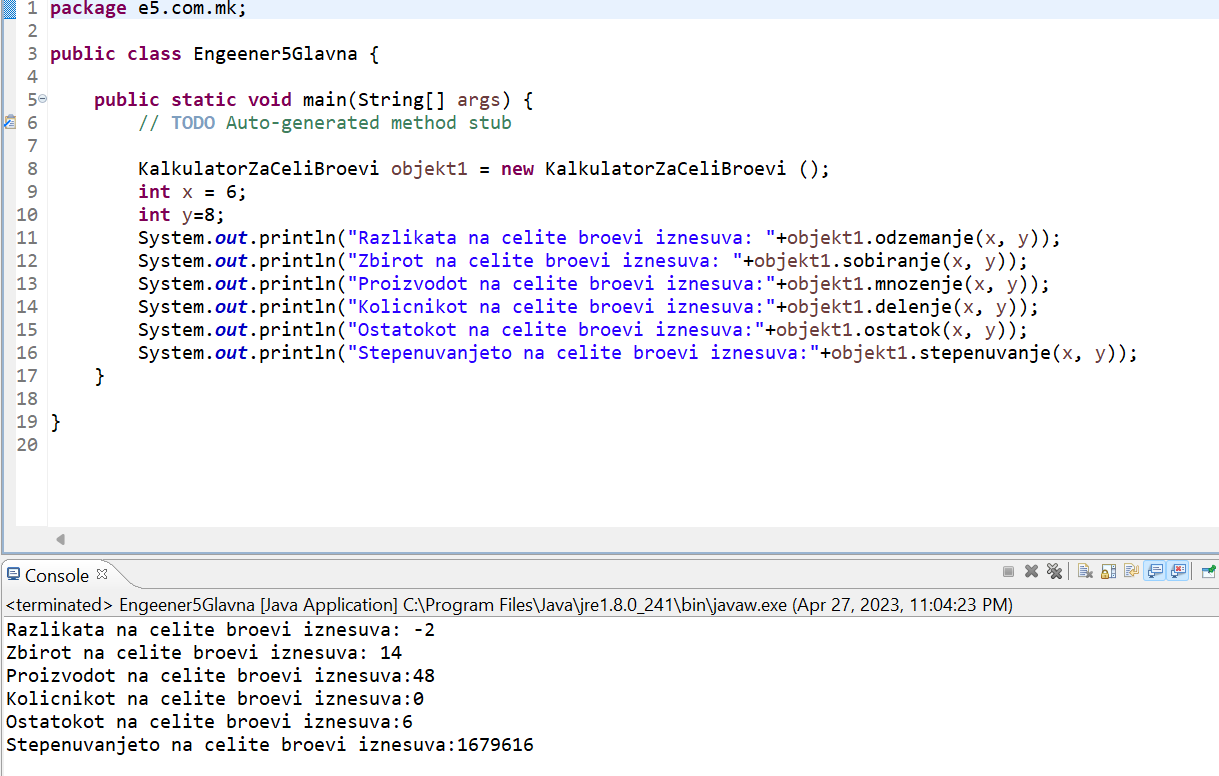 1 package e5.com.mk;
2
3 public class Engeener5Glavna {
4
5     public static void main(String[] args) {
6         // TODO Auto-generated method stub
7
8         KalkulatorZaCeliBroevi objekt1 = new KalkulatorZaCeliBroevi ();
9         int x = 6;
10         int y=8;
11         System.out.println("Razlikata na celite broevi iznesuva: "+objekt1.odzemanje(x, y));
12         System.out.println("Zbirot na celite broevi iznesuva: "+objekt1.sobiranje(x, y));
13         System.out.println("Proizvodot na celite broevi iznesuva:"+objekt1.mnozenje(x, y));
14         System.out.println("Kolicnikot na celite broevi iznesuva:"+objekt1.delenje(x, y));
15         System.out.println("Ostatokot na celite broevi iznesuva:"+objekt1.ostatok(x, y));
16         System.out.println("Stepenuvanjeto na celite broevi iznesuva:"+objekt1.stepenuvanje(x, y));
17     }
18
19 }
20
Console
<terminated> Engeener5Glavna [Java Application] C:\Program Files\Java\jre1.8.0_241\bin\javaw.exe (Apr 27, 2023, 11:04:23 PM)
Razlikata na celite broevi iznesuva: -2
Zbirot na celite broevi iznesuva: 14
Proizvodot na celite broevi iznesuva:48
Kolicnikot na celite broevi iznesuva:0
Ostatokot na celite broevi iznesuva:6
Stepenuvanjeto na celite broevi iznesuva:1679616